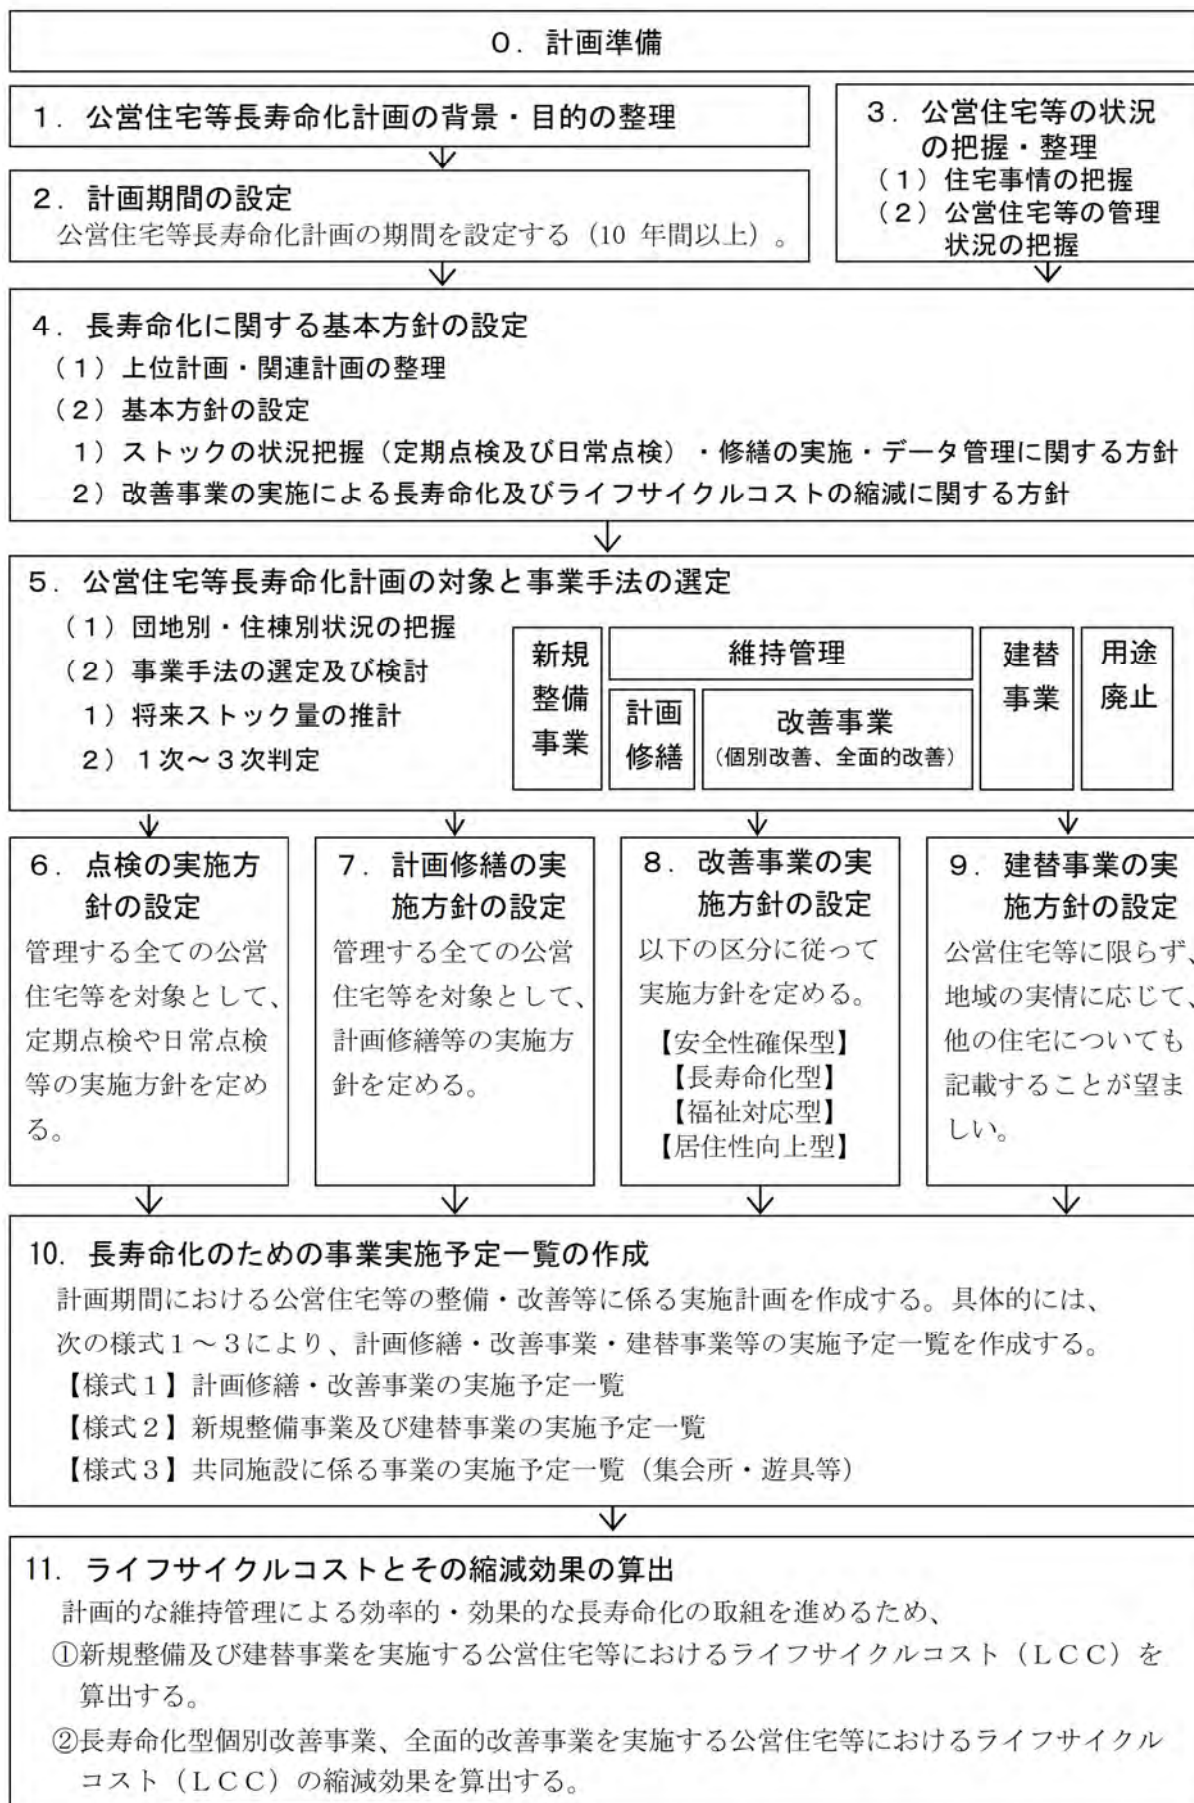 ０．計画準備
１．公営住宅等長寿命化計画の背景・目的の整理
２．計画期間の設定
公営住宅等長寿命化計画の期間を設定する（10 年間以上）。
３．公営住宅等の状況
の把握・整理
（１）住宅事情の把握
（２）公営住宅等の管理
状況の把握
４．長寿命化に関する基本方針の設定
（１）上位計画・関連計画の整理
（２）基本方針の設定
１）ストックの状況把握（定期点検及び日常点検）・修繕の実施・データ管理に関する方針
２）改善事業の実施による長寿命化及びライフサイクルコストの縮減に関する方針
５．公営住宅等長寿命化計画の対象と事業手法の選定
（１）団地別・住棟別状況の把握
（２）事業手法の選定及び検討
１）将来ストック量の推計
２）１次～３次判定
新規
整備
事業
維持管理
計画
修繕
改善事業
（個別改善、全面的改善）
建替
事業
用途
廃止
６．点検の実施方
針の設定
管理する全ての公営
住宅等を対象として、
定期点検や日常点検
等の実施方針を定め
る。
７．計画修繕の実
施方針の設定
管理する全ての公営
住宅等を対象として、
計画修繕等の実施方
針を定める。
８．改善事業の実
施方針の設定
以下の区分に従って
実施方針を定める。
【安全性確保型】
【長寿命化型】
【福祉対応型】
【居住性向上型】
９．建替事業の実
施方針の設定
公営住宅等に限らず、
地域の実情に応じて、
他の住宅についても
記載することが望ま
しい。
10．長寿命化のための事業実施予定一覧の作成
計画期間における公営住宅等の整備・改善等に係る実施計画を作成する。具体的には、
次の様式１～３により、計画修繕・改善事業・建替事業等の実施予定一覧を作成する。
【様式１】計画修繕・改善事業の実施予定一覧
【様式２】新規整備事業及び建替事業の実施予定一覧
【様式３】共同施設に係る事業の実施予定一覧（集会所・遊具等）
11．ライフサイクルコストとその縮減効果の算出
計画的な維持管理による効率的・効果的な長寿命化の取組を進めるため、
①新規整備及び建替事業を実施する公営住宅等におけるライフサイクルコスト（ＬＣＣ）を
算出する。
②長寿命化型個別改善事業、全面的改善事業を実施する公営住宅等におけるライフサイクル
コスト（ＬＣＣ）の縮減効果を算出する。